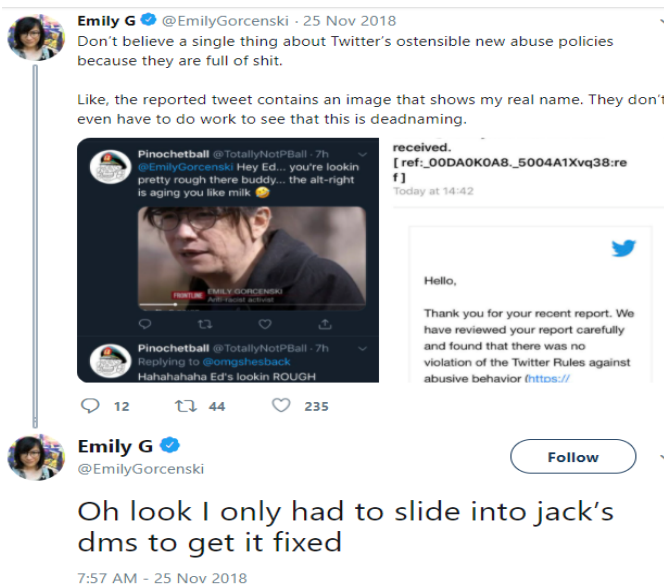 Emily G @EmilyGorcenski · 25 Nov 2018
Don't believe a single thing about Twitter's ostensible new abuse policies
because they are full of shit.
Like, the reported tweet contains an image that shows my real name. They don't
even have to do work to see that this is deadnaming.
Pinochetball @TotallyNotPBall · 7h
@EmilyGorcenski Hey Ed... you're lookin
pretty rough there buddy... the alt-right
is aging you like milk 🤣
FRONTLINE EMILY GORCENSKI
Anti-racist activist
Pinochetball @TotallyNotPBall · 7h
Replying to @omgshesback
Hahahahaha Ed's lookin ROUGH
received.
[ ref:_00DA0K0A8._5004A1Xvq38:re
f ]
Today at 14:42
Hello,
Thank you for your recent report. We
have reviewed your report carefully
and found that there was no
violation of the Twitter Rules against
abusive behavior (https://
12 44 235
Emily G
@EmilyGorcenski
Follow
Oh look I only had to slide into jack's
dms to get it fixed
7:57 AM - 25 Nov 2018